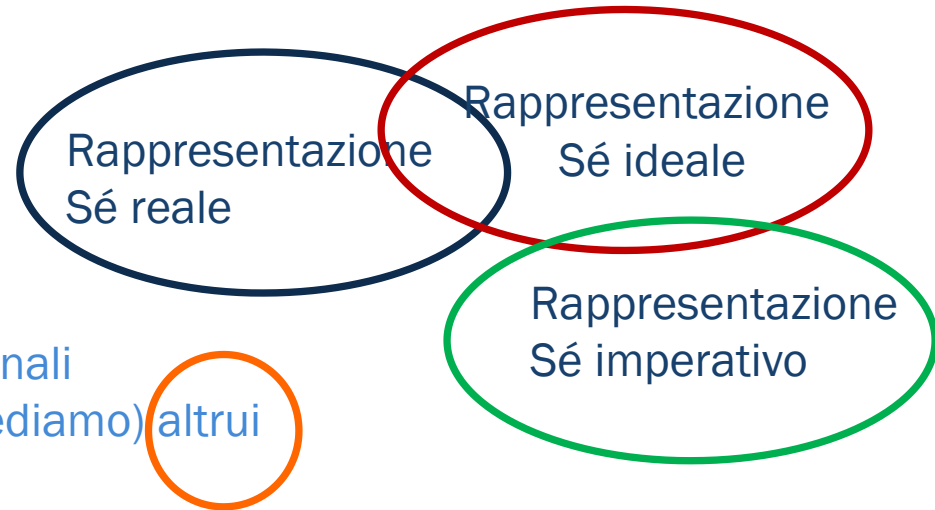 Rappresentazione
Sé reale
Rappresentazione
Sé ideale
Rappresentazione
Sé imperativo
nali
ediamo) altrui